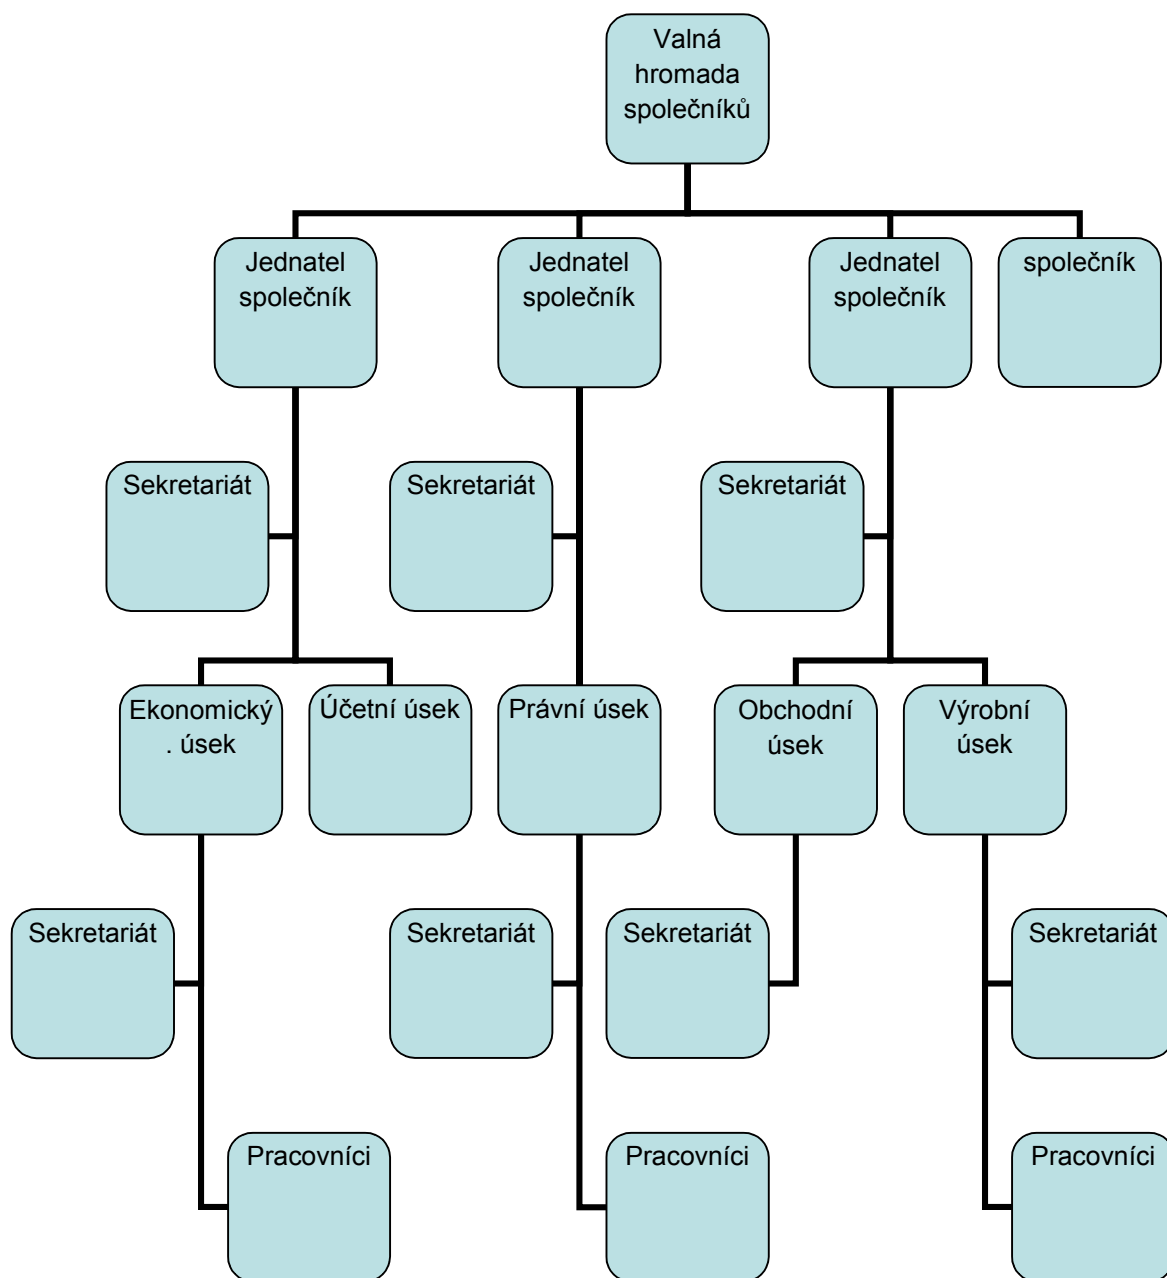 Valná
hromada
společníků
Jednatel
společník
Jednatel
společník
Jednatel
společník
společník
Sekretariát
Sekretariát
Sekretariát
Ekonomický
. úsek
Účetní úsek
Právní úsek
Obchodní
úsek
Výrobní
úsek
Sekretariát
Sekretariát
Sekretariát
Sekretariát
Pracovníci
Pracovníci
Pracovníci